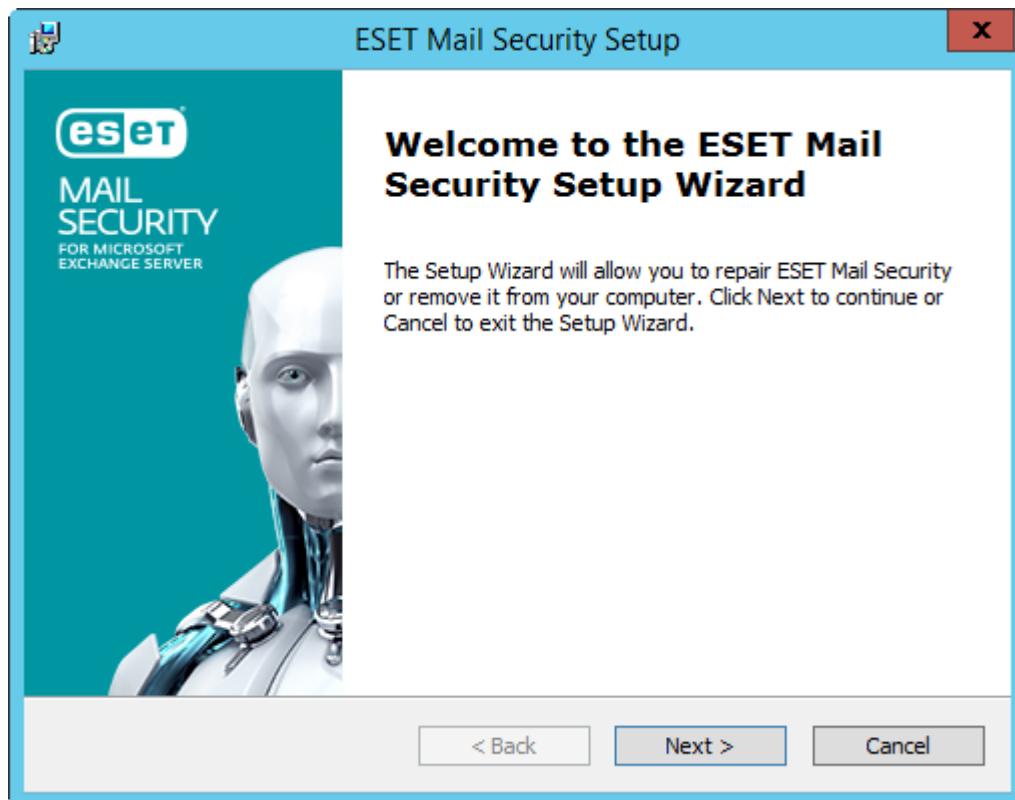 ESET Mail Security Setup
x
eset
MAIL
SECURITY
FOR MICROSOFT
EXCHANGE SERVER
Welcome to the ESET Mail
Security Setup Wizard
The Setup Wizard will allow you to repair ESET Mail Security
or remove it from your computer. Click Next to continue or
Cancel to exit the Setup Wizard.
< Back
Next >
Cancel